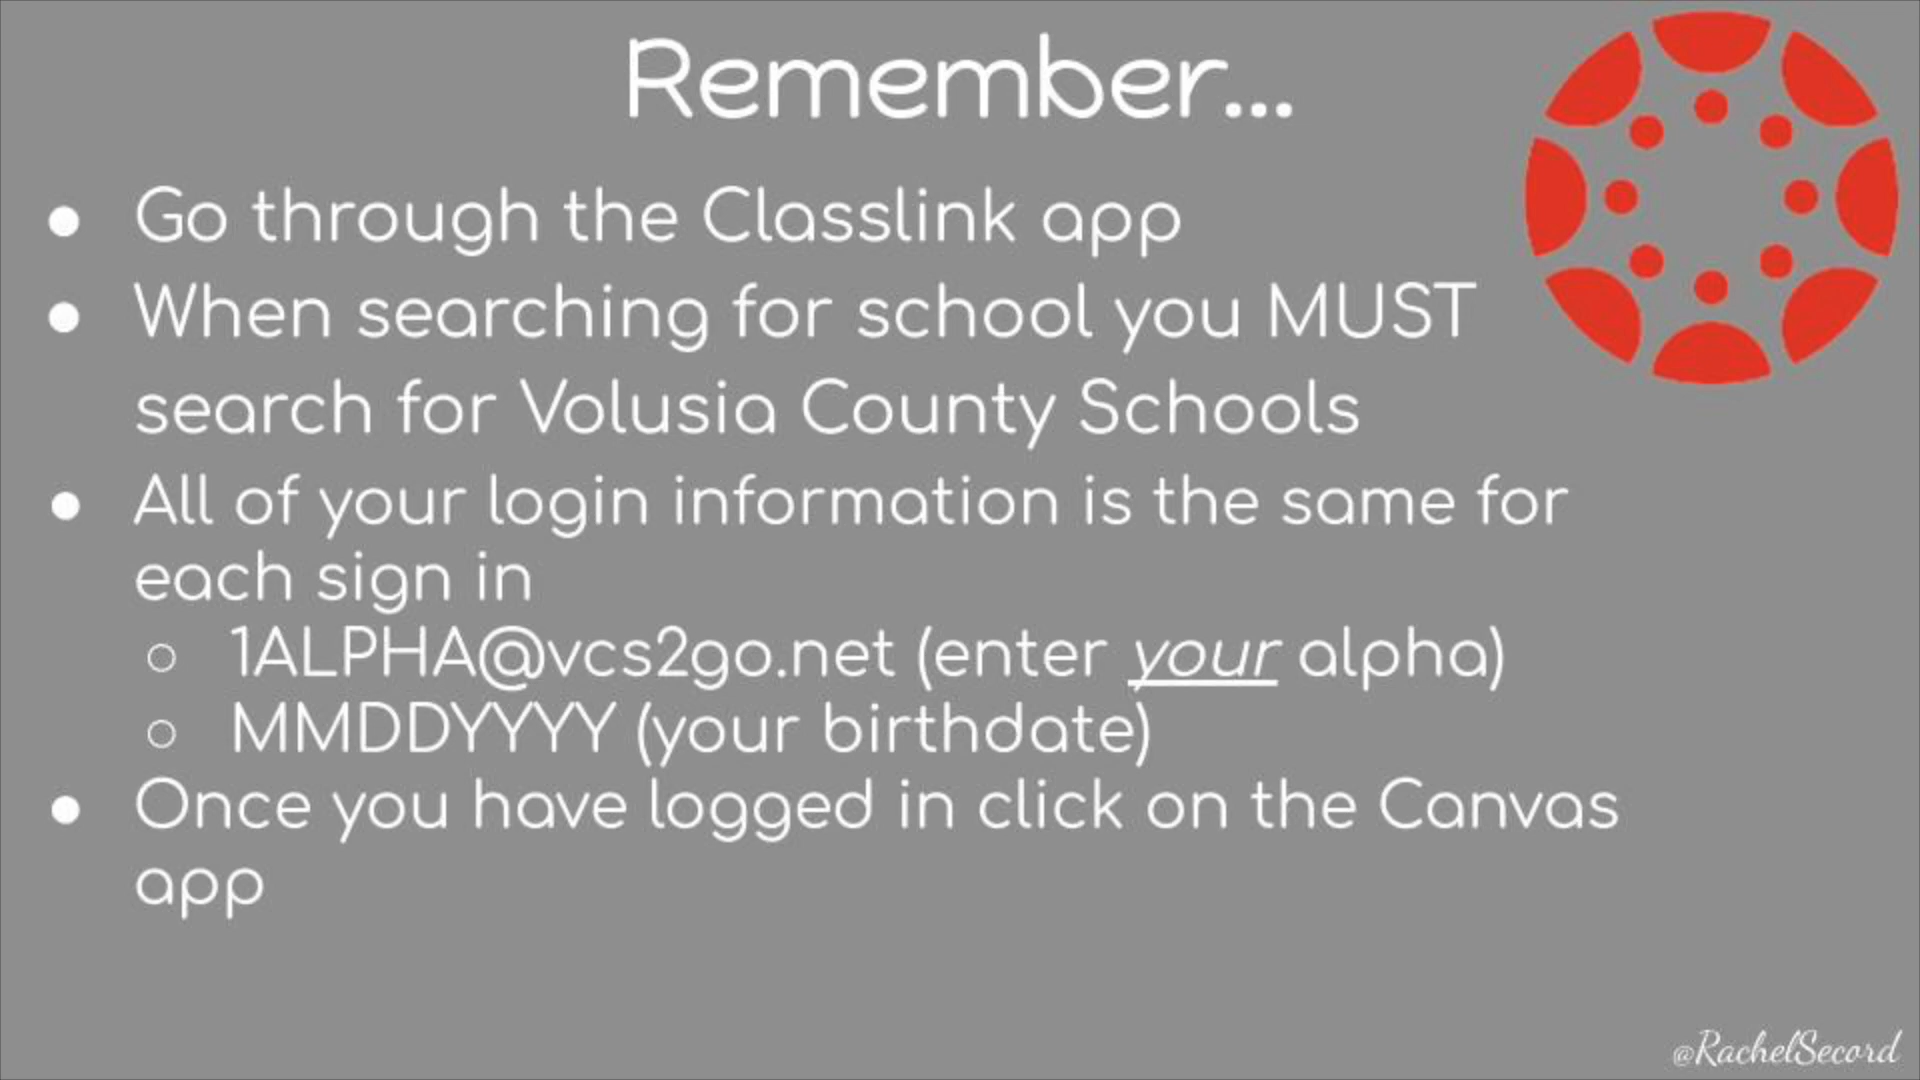 Remember...
● Go through the Classlink app
● When searching for school you MUST
search for Volusia County Schools
● All of your login information is the same for
each sign in
○ 1ALPHA@vcs2go.net (enter your alpha)
○ MMDDYYYY (your birthdate)
● Once you have logged in click on the Canvas
app
@RachelSecord